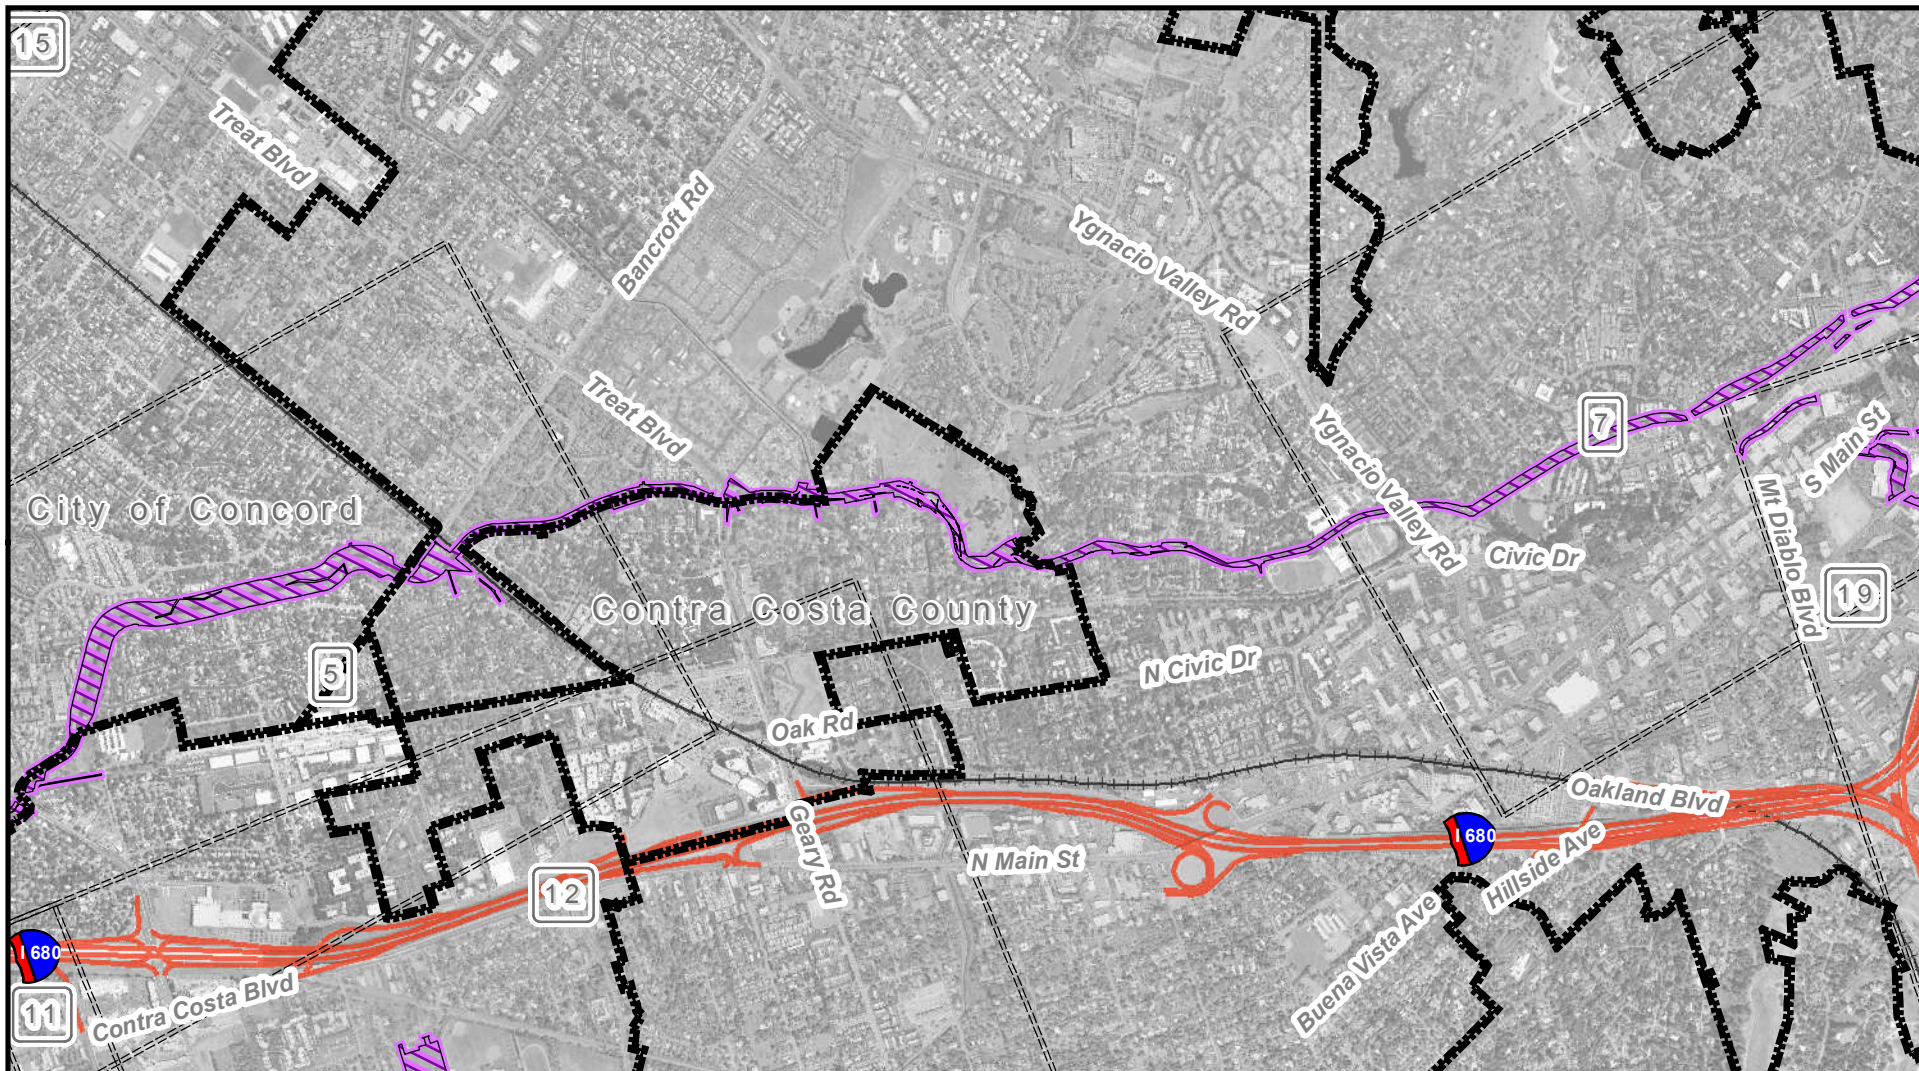 15
Treat Blvd
Bancroft Rd
Ygnacio Valley Rd
Treat Blvd
Ygnacio Valley Rd
7
S Main St
Mt Diablo Blvd
City of Concord
Civic Dr
19
Contra Costa County
5
N Civic Dr
Oak Rd
Oakland Blvd
Geary Rd
N Main St
I 680
Hillside Ave
12
Buena Vista Ave
I 680
11
Contra Costa Blvd